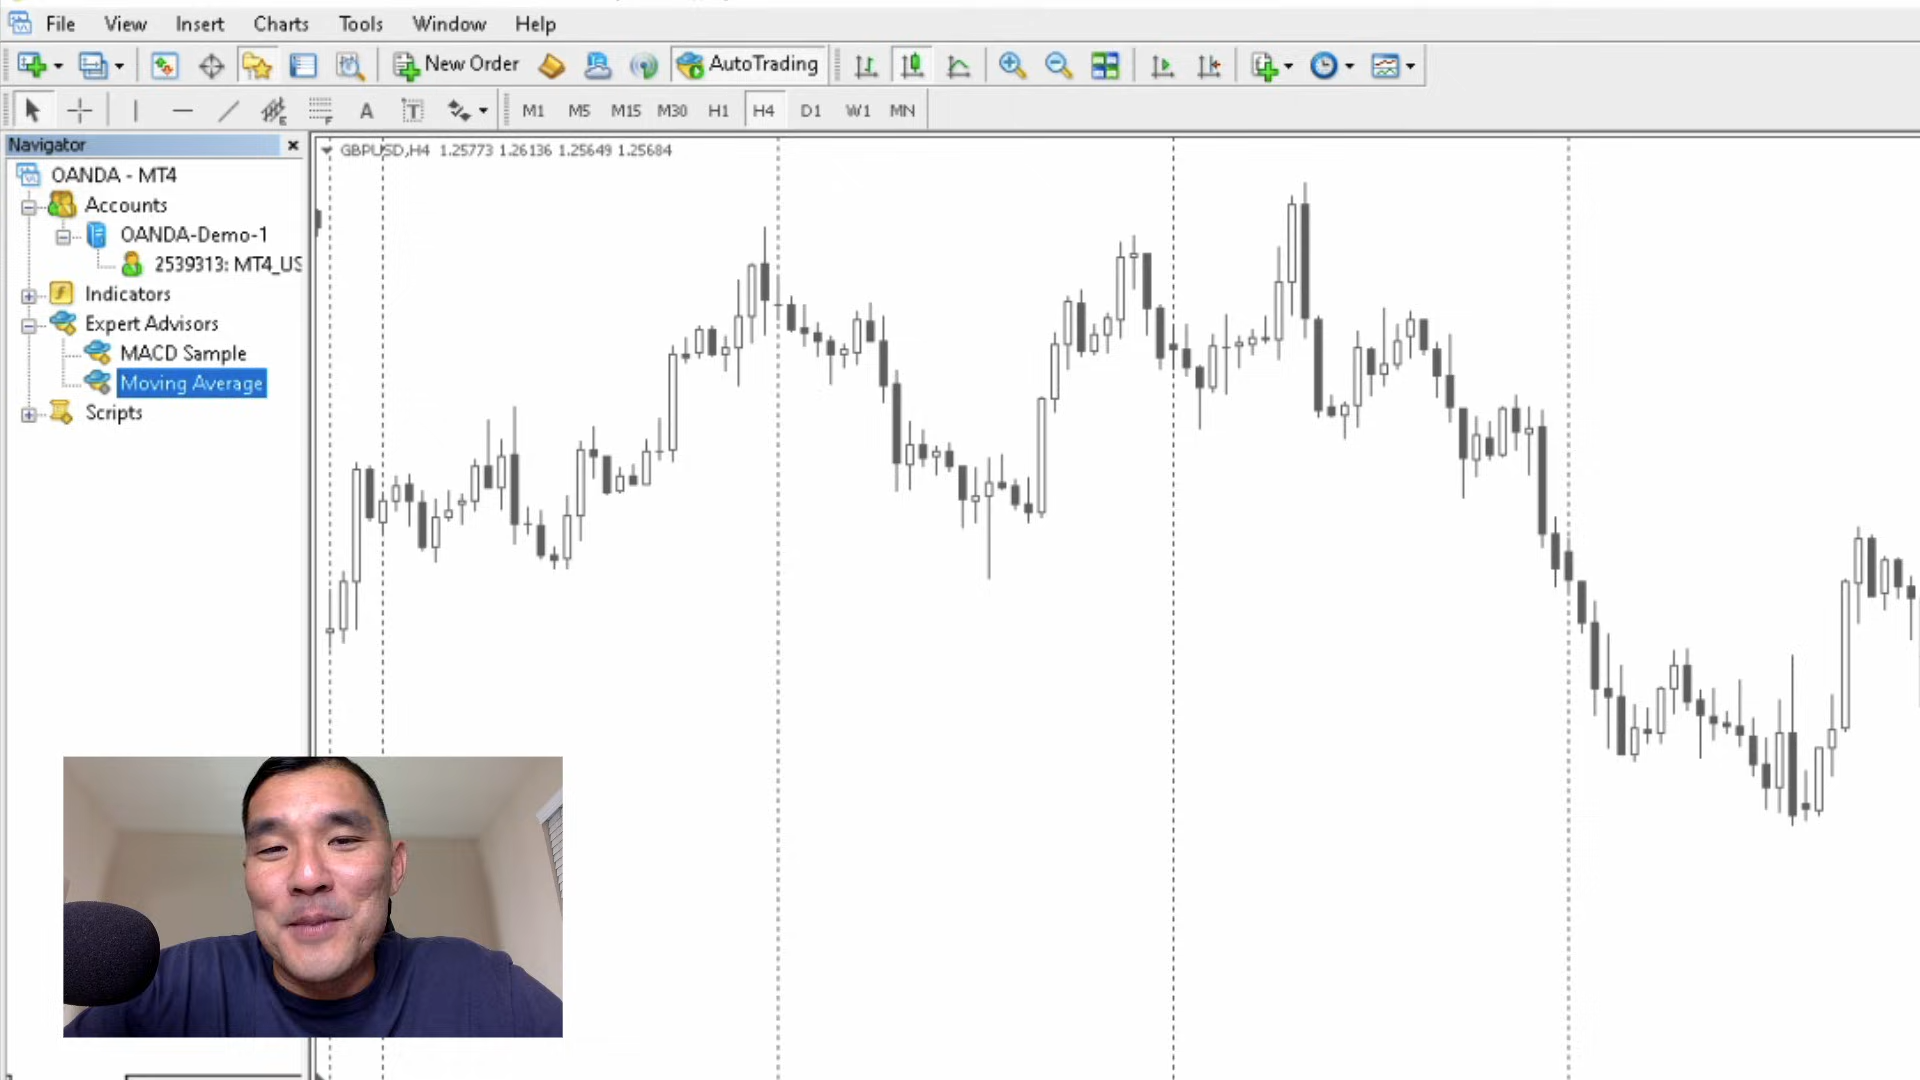 File View Insert Charts Tools Window Help
New Order AutoTrading
A T M1 M5 M15 M30 H1 H4 D1 W1 MN
Navigator
OANDA - MT4
Accounts
OANDA-Demo-1
2539313: MT4_US
Indicators
Expert Advisors
MACD Sample
Moving Average
Scripts
GBPUSD,H4 1.25773 1.26136 1.25649 1.25684